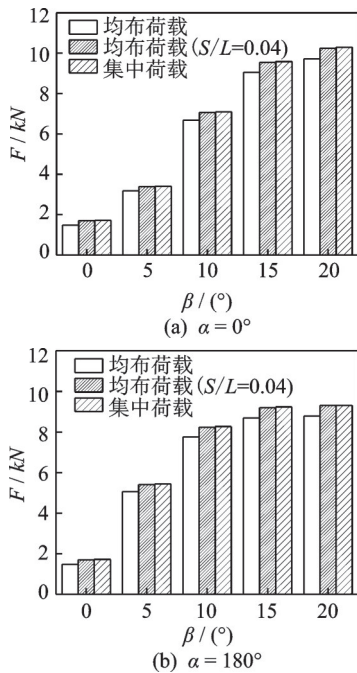 12
10
8
6
4
2
0
F / kN
均布荷载
均布荷载(S/L=0.04)
集中荷载
0 5 10 15 20
β / (°)
(a) α = 0°
12
10
8
6
4
2
0
F / kN
均布荷载
均布荷载(S/L=0.04)
集中荷载
0 5 10 15 20
β / (°)
(b) α = 180°